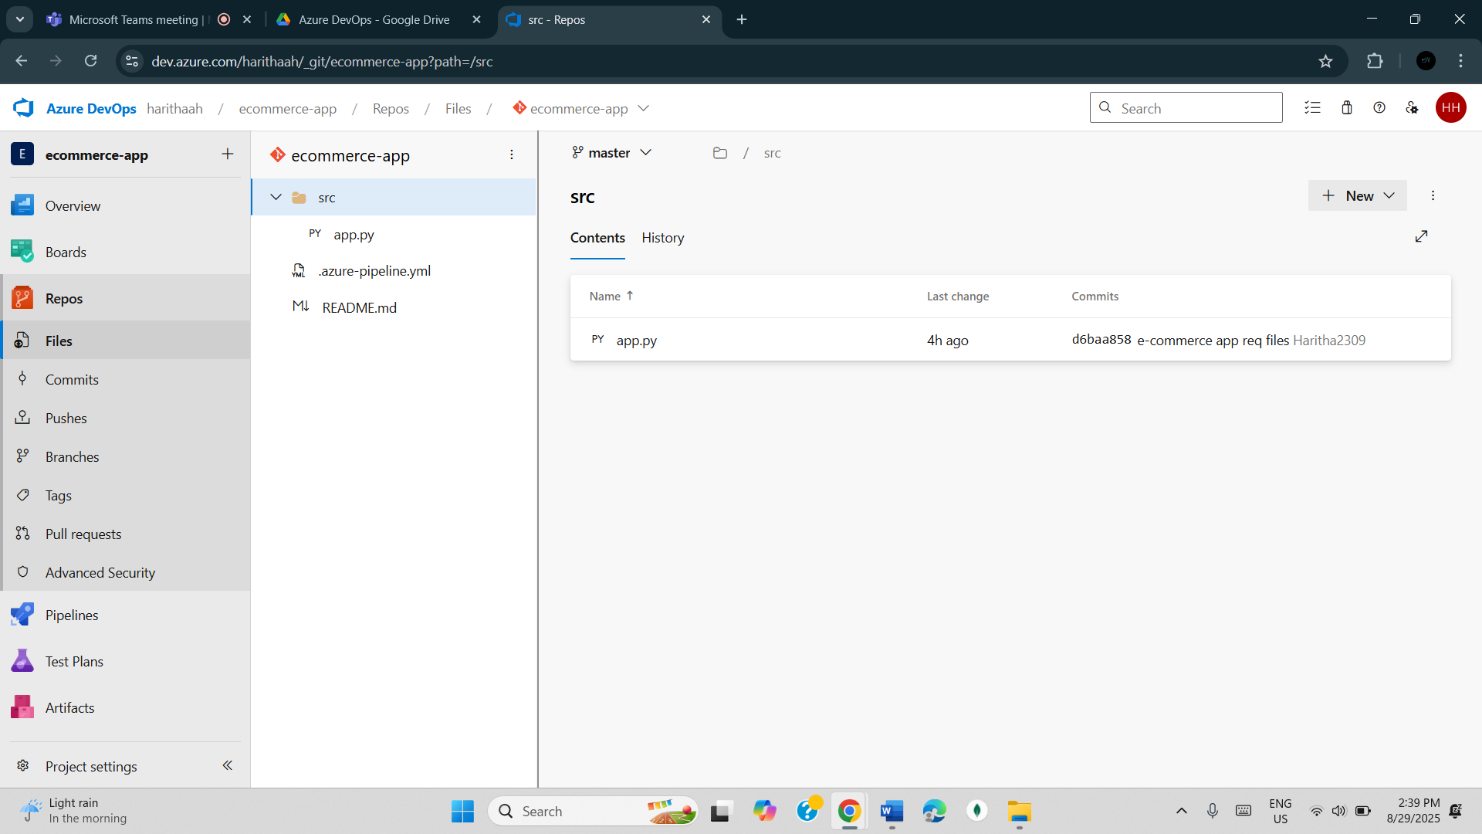 Microsoft Teams meeting |
Azure DevOps - Google Drive
src - Repos
dev.azure.com/harithaah/_git/ecommerce-app?path=/src
Azure DevOps harithaah / ecommerce-app / Repos / Files / ecommerce-app
Search
HH
E ecommerce-app
Overview
Boards
Repos
Files
Commits
Pushes
Branches
Tags
Pull requests
Advanced Security
Pipelines
Test Plans
Artifacts
Project settings
ecommerce-app
src
PY app.py
YML .azure-pipeline.yml
M↓ README.md
master / src
src
New
Contents History
Name ↑ Last change Commits
PY app.py 4h ago d6baa858 e-commerce app req files Haritha2309
Light rain
In the morning
Search
ENG
US
2:39 PM
8/29/2025